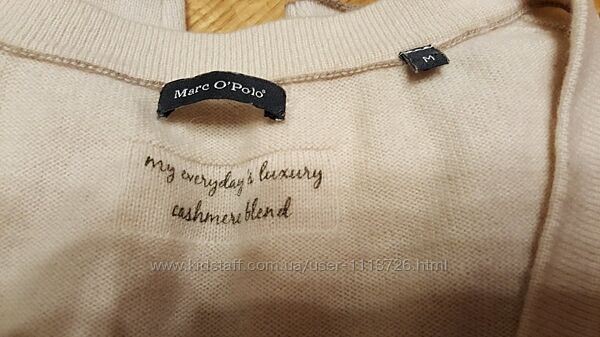 Marc O'Polo®
M
my everyday's luxury
cashmere blend
www.kidstaff.com.ua/user-1113726.html